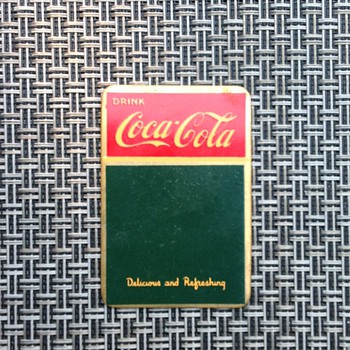 DRINK
Coca-Cola
Delicious and Refreshing